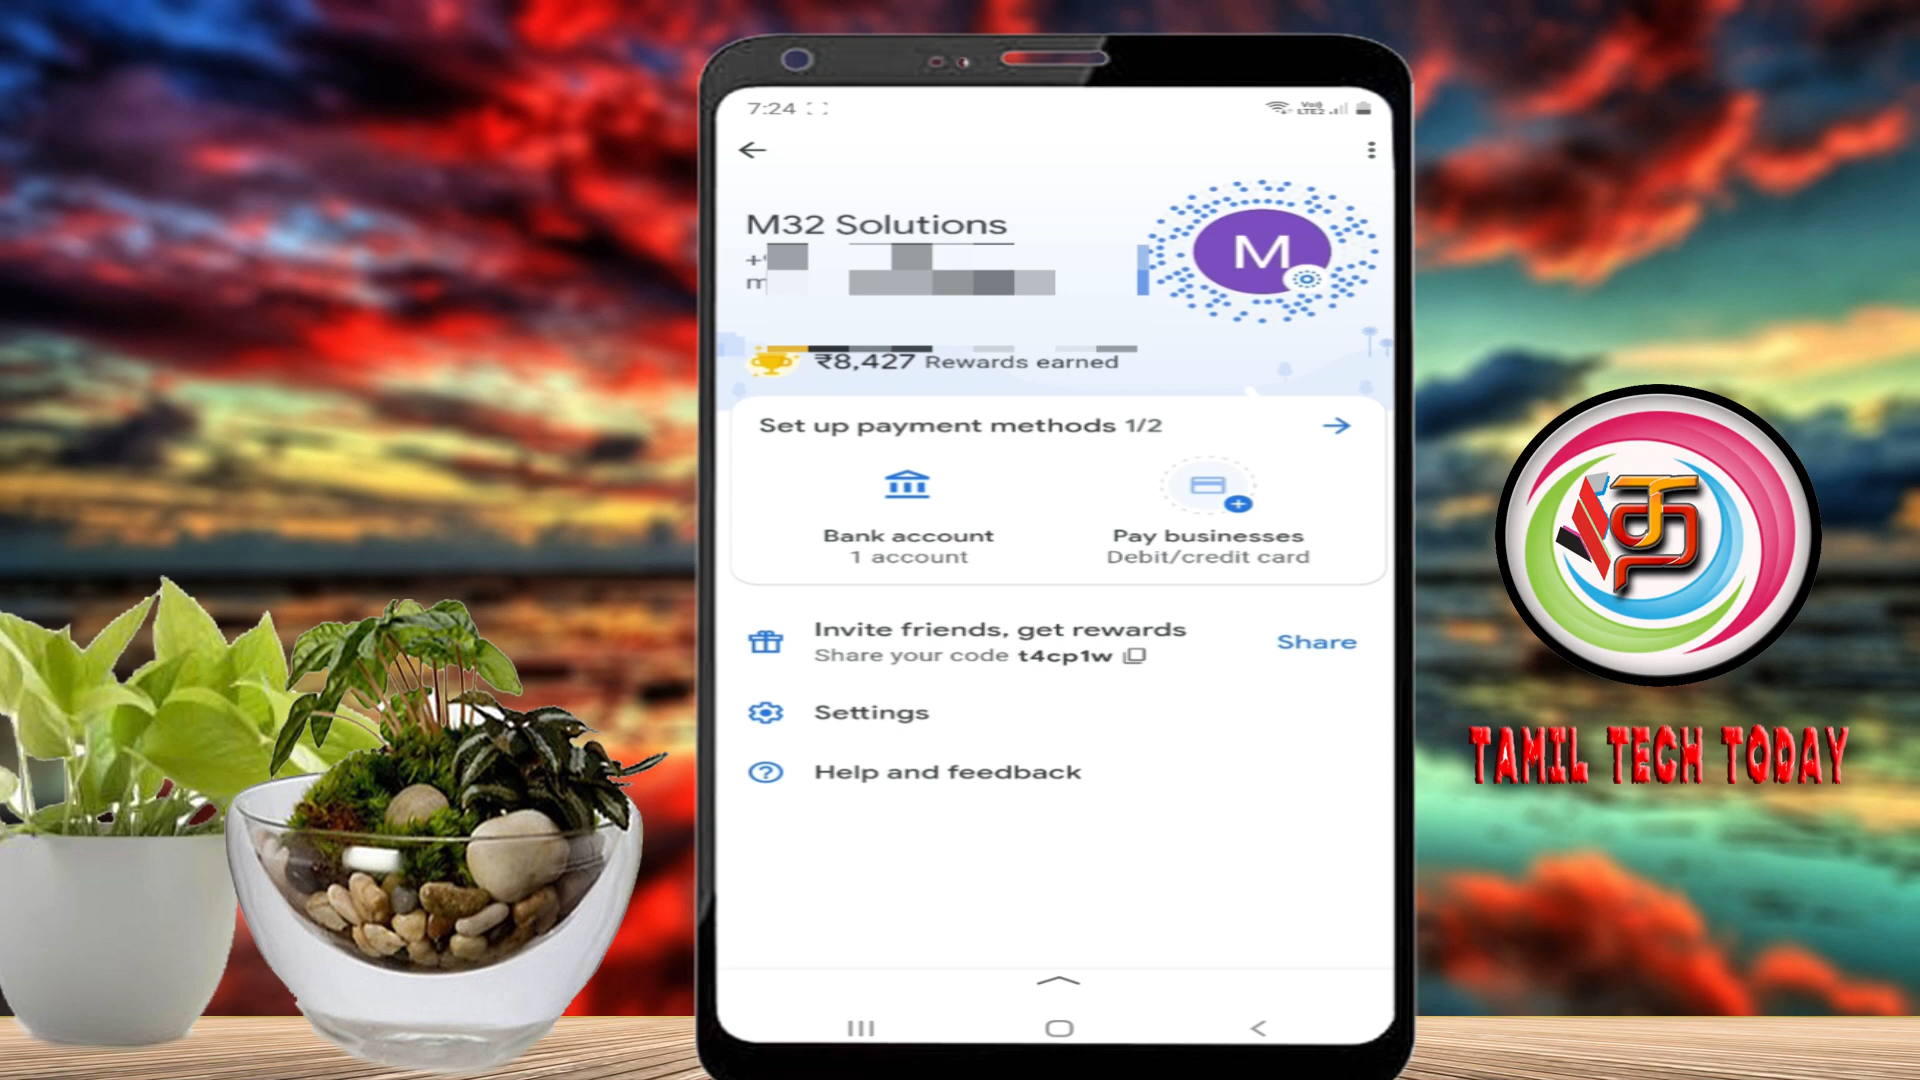 7:24
VoLTE2
M32 Solutions
₹8,427 Rewards earned
Set up payment methods 1/2
M
Bank account
1 account
Pay businesses
Debit/credit card
Invite friends, get rewards
Share your code t4cp1w
Share
Settings
Help and feedback
த
TAMIL TECH TODAY